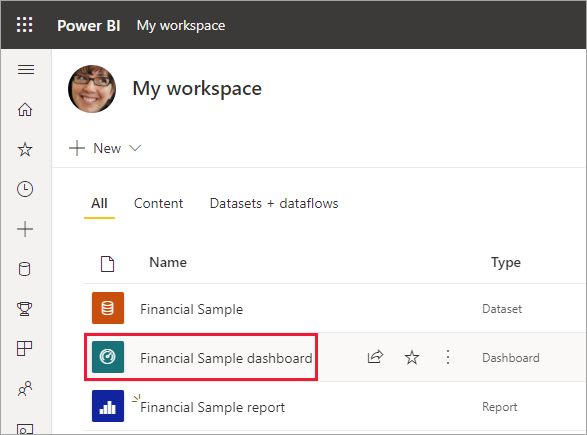 Power BI My workspace
My workspace
New
All Content Datasets + dataflows
Name Type
Financial Sample Dataset
Financial Sample dashboard Dashboard
Financial Sample report Report